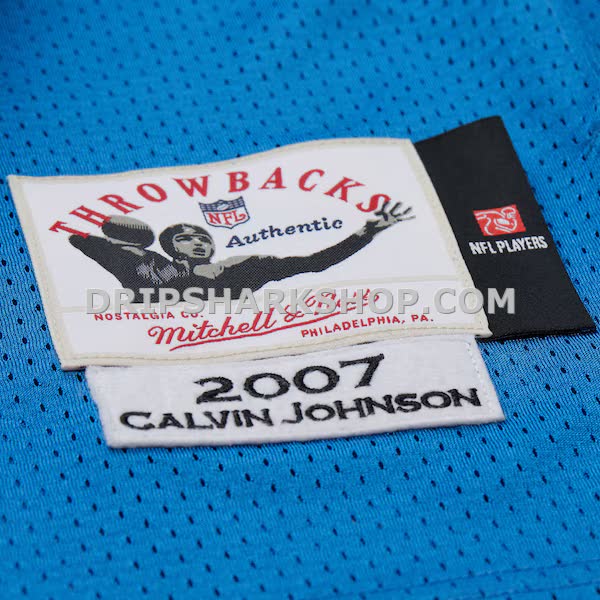 THROWBACKS
NFL
Authentic
NFL PLAYERS
DRIPSHARKSHOP.COM
NOSTALGIA CO.
Mitchell & Ness
PHILADELPHIA, PA.
2007
CALVIN JOHNSON